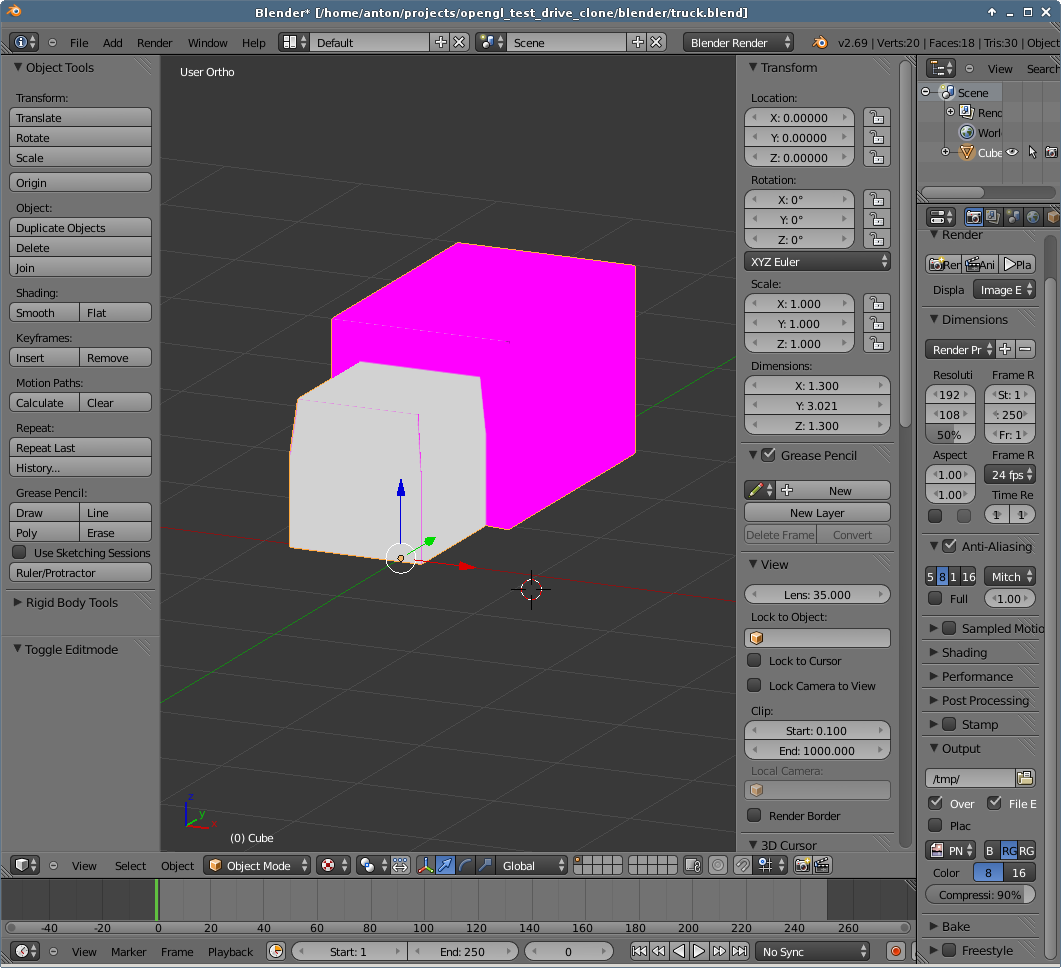 Blender* [/home/anton/projects/opengl_test_drive_clone/blender/truck.blend]
File Add Render Window Help Default Scene Blender Render v2.69 | Verts:20 | Faces:18 | Tris:30 | Objec
Object Tools
Transform:
Translate
Rotate
Scale
Origin
Object:
Duplicate Objects
Delete
Join
Shading:
Smooth Flat
Keyframes:
Insert Remove
Motion Paths:
Calculate Clear
Repeat:
Repeat Last
History...
Grease Pencil:
Draw Line
Poly Erase
Use Sketching Sessions
Ruler/Protractor
Rigid Body Tools
Toggle Editmode
User Ortho
z
y
x
(0) Cube
Transform
Location:
X: 0.00000
Y: 0.00000
Z: 0.00000
Rotation:
X: 0°
Y: 0°
Z: 0°
XYZ Euler
Scale:
X: 1.000
Y: 1.000
Z: 1.000
Dimensions:
X: 1.300
Y: 3.021
Z: 1.300
Grease Pencil
New
New Layer
Delete Frame Convert
View
Lens: 35.000
Lock to Object:
Lock to Cursor
Lock Camera to View
Clip:
Start: 0.100
End: 1000.000
Local Camera:
Render Border
3D Cursor
View Search
Scene
Rend
Worl
Cube
Render
Ren Ani Pla
Displa Image E
Dimensions
Render Pr
Resoluti Frame R
192 St: 1
108 : 250
50% Fr: 1
Aspect Frame R
1.00 24 fps
1.00 Time Re
1 1
Anti-Aliasing
5 8 1 16 Mitch
Full 1.00
Sampled Motio
Shading
Performance
Post Processing
Stamp
Output
/tmp/
Over File E
Plac
PN B RG RG
Color 8 16
Compressi: 90%
Bake
Freestyle
View Select Object Object Mode Global
-40 -20 0 20 40 60 80 100 120 140 160 180 200 220 240 260
View Marker Frame Playback Start: 1 End: 250 0 No Sync